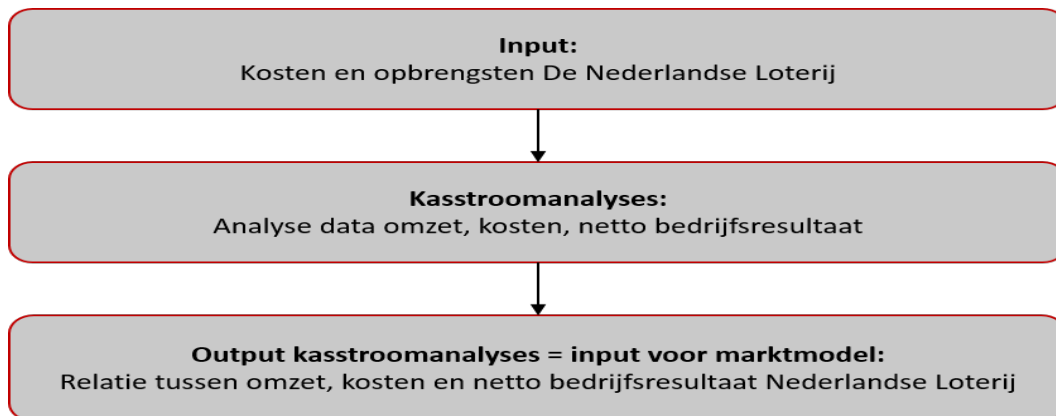 Input:
Kosten en opbrengsten De Nederlandse Loterij
Kasstroomanalyses:
Analyse data omzet, kosten, netto bedrijfsresultaat
Output kasstroomanalyses = input voor marktmodel:
Relatie tussen omzet, kosten en netto bedrijfsresultaat Nederlandse Loterij